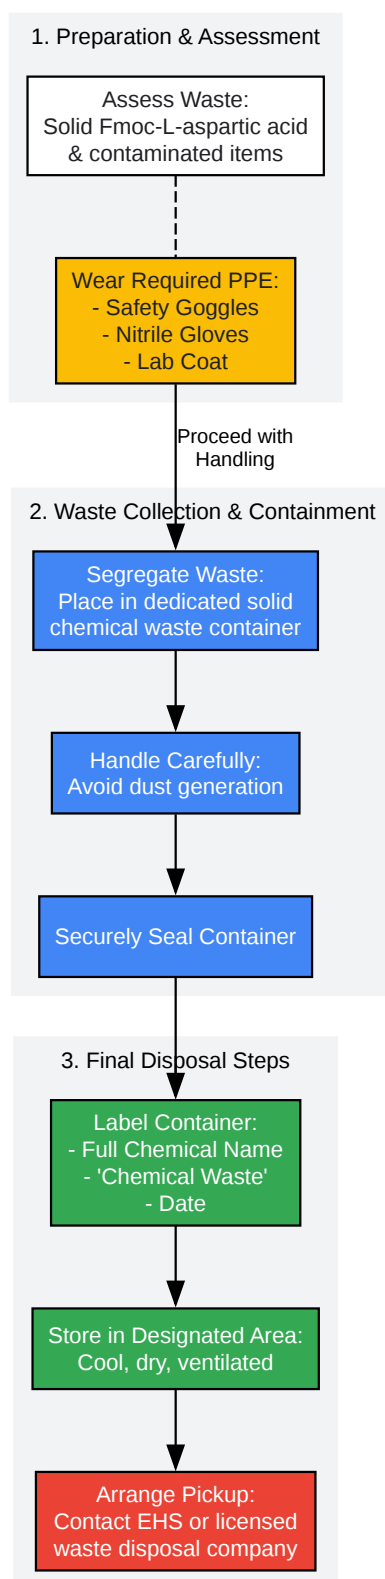 1. Preparation & Assessment
Assess Waste:
Solid Fmoc-L-aspartic acid
& contaminated items
Wear Required PPE:
- Safety Goggles
- Nitrile Gloves
- Lab Coat
Proceed with
Handling
2. Waste Collection & Containment
Segregate Waste:
Place in dedicated solid
chemical waste container
Handle Carefully:
Avoid dust generation
Securely Seal Container
3. Final Disposal Steps
Label Container:
- Full Chemical Name
- 'Chemical Waste'
- Date
Store in Designated Area:
Cool, dry, ventilated
Arrange Pickup:
Contact EHS or licensed
waste disposal company